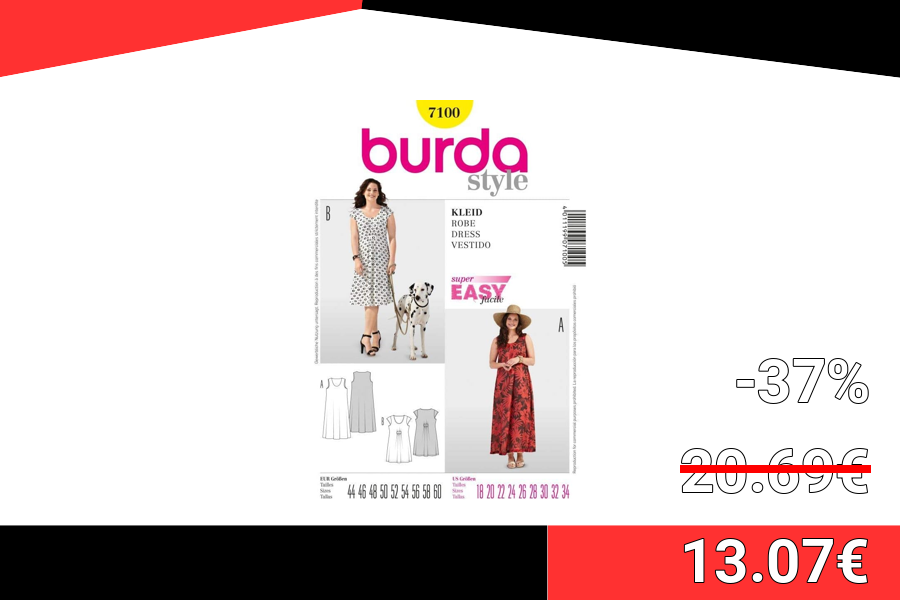 7100
burda
style
B
KLEID
ROBE
DRESS
VESTIDO
super
EASY
facile
A
A
B
EUR Größen
Tailles
Sizes
Tallas
44 46 48 50 52 54 56 58 60
US Größen
Tailles
Sizes
Tallas
18 20 22 24 26 28 30 32 34
-37%
20.69€
13.07€